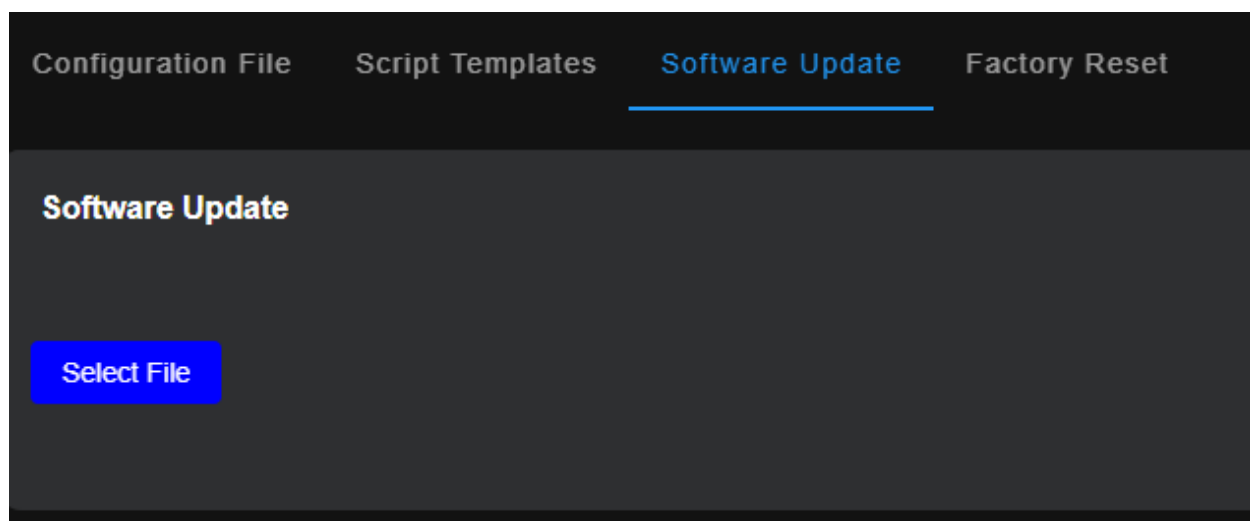 Configuration File Script Templates Software Update Factory Reset
Software Update
Select File